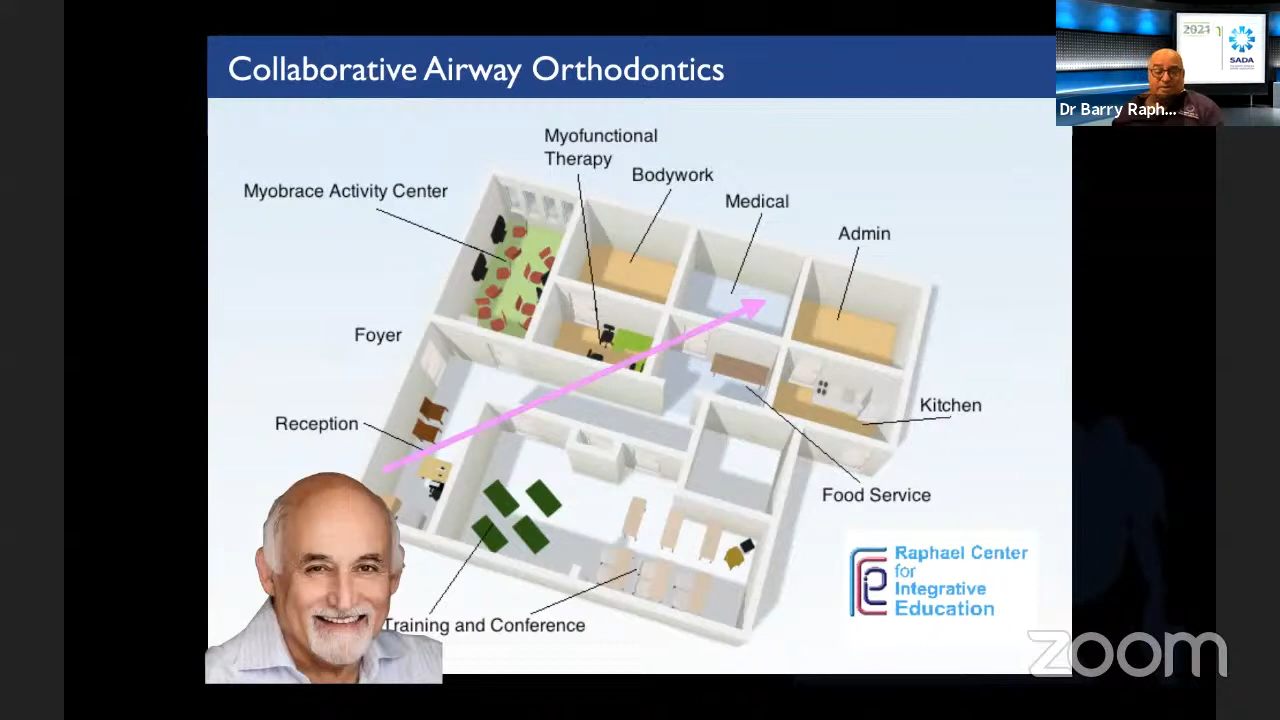 Collaborative Airway Orthodontics
2021
SADA
Dr Barry Raph...
Myofunctional
Therapy
Bodywork
Myobrace Activity Center
Medical
Admin
Foyer
Reception
Kitchen
Food Service
Raphael Center
for
Integrative
Education
Training and Conference
zoom